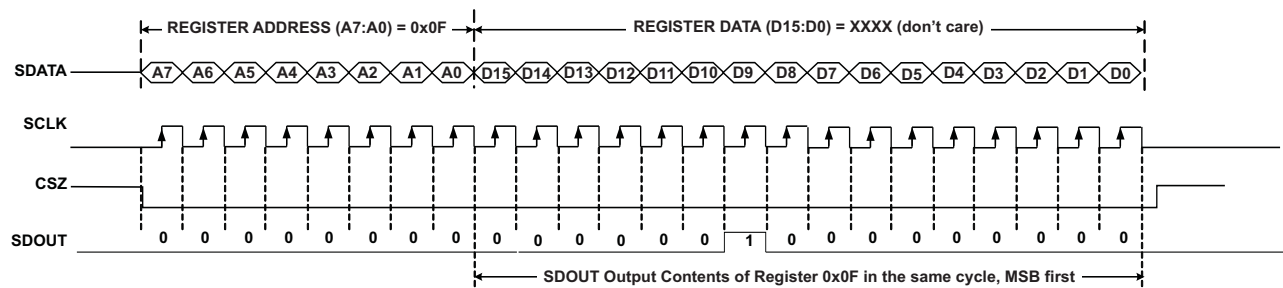 REGISTER ADDRESS (A7:A0) = 0x0F REGISTER DATA (D15:D0) = XXXX (don't care)
SDATA A7 A6 A5 A4 A3 A2 A1 A0 D15 D14 D13 D12 D11 D10 D9 D8 D7 D6 D5 D4 D3 D2 D1 D0
SCLK
CSZ
SDOUT 0 0 0 0 0 0 0 0 0 0 0 0 0 0 1 0 0 0 0 0 0 0 0 0
SDOUT Output Contents of Register 0x0F in the same cycle, MSB first